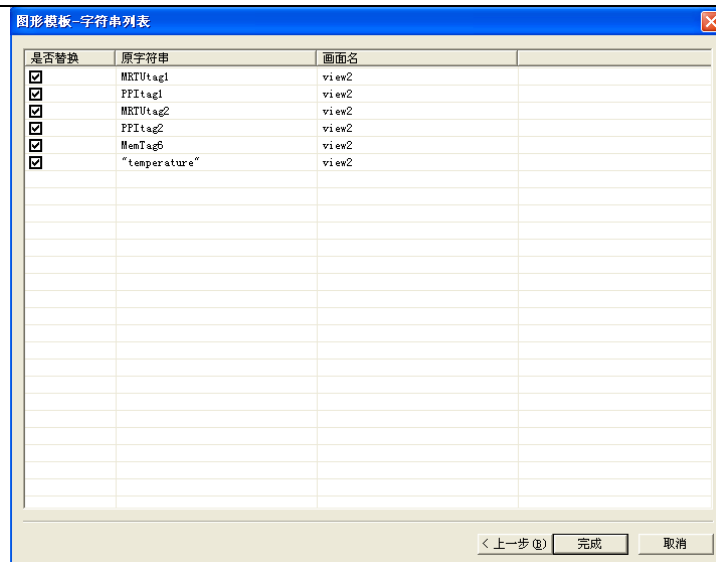 图形模板-字符串列表
是否替换 原字符串 画面名
MRTUtag1 view2
PPItag1 view2
MRTUtag2 view2
PPItag2 view2
MemTag6 view2
"temperature" view2
< 上一步(B) 完成 取消